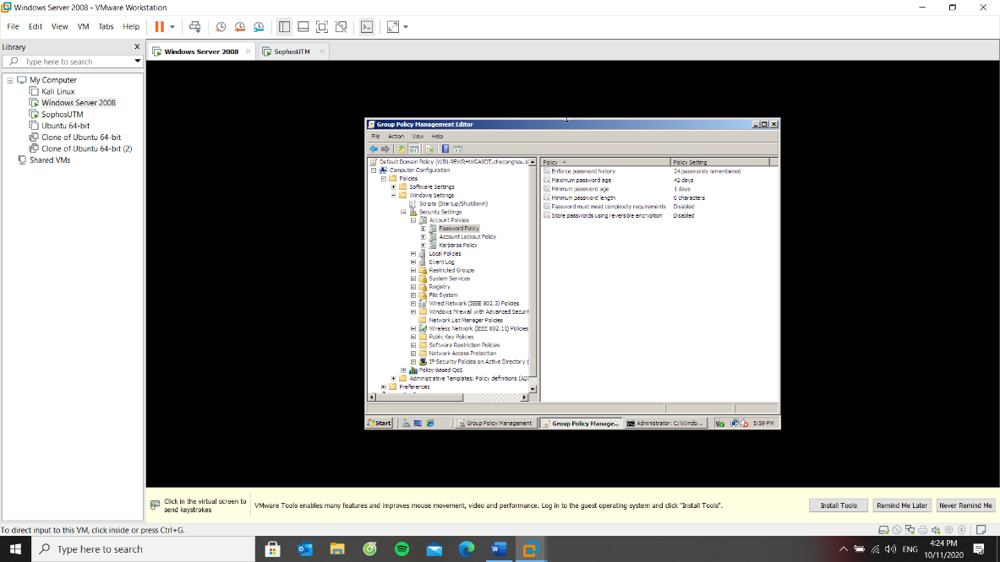 Windows Server 2008 - VMware Workstation
File Edit View VM Tabs Help
Library
Windows Server 2008
SophosUTM
Type here to search
My Computer
Kali Linux
Windows Server 2008
SophosUTM
Ubuntu 64-bit
Clone of Ubuntu 64-bit
Clone of Ubuntu 64-bit (2)
Shared VMs
Group Policy Management Editor
File Action View Help
Default Domain Policy [WIN-9EWRHWGA0DT.checonghau.lc
Computer Configuration
Policies
Software Settings
Windows Settings
Scripts (Startup/Shutdown)
Security Settings
Account Policies
Password Policy
Account Lockout Policy
Kerberos Policy
Local Policies
Event Log
Restricted Groups
System Services
Registry
File System
Wired Network (IEEE 802.3) Policies
Windows Firewall with Advanced Securit
Network List Manager Policies
Wireless Network (IEEE 802.11) Policies
Public Key Policies
Software Restriction Policies
Network Access Protection
IP Security Policies on Active Directory (
Policy-based QoS
Administrative Templates: Policy definitions (AD
Preferences
Policy Policy Setting
Enforce password history 24 passwords remembered
Maximum password age 42 days
Minimum password age 1 days
Minimum password length 0 characters
Password must meet complexity requirements Disabled
Store passwords using reversible encryption Disabled
Start
Group Policy Management
Group Policy Manage...
Administrator: C:\Windo...
5:59 PM
Click in the virtual screen to
send keystrokes
VMware Tools enables many features and improves mouse movement, video and performance. Log in to the guest operating system and click "Install Tools".
Install Tools
Remind Me Later
Never Remind Me
To direct input to this VM, click inside or press Ctrl+G.
Type here to search
ENG
4:24 PM
10/11/2020